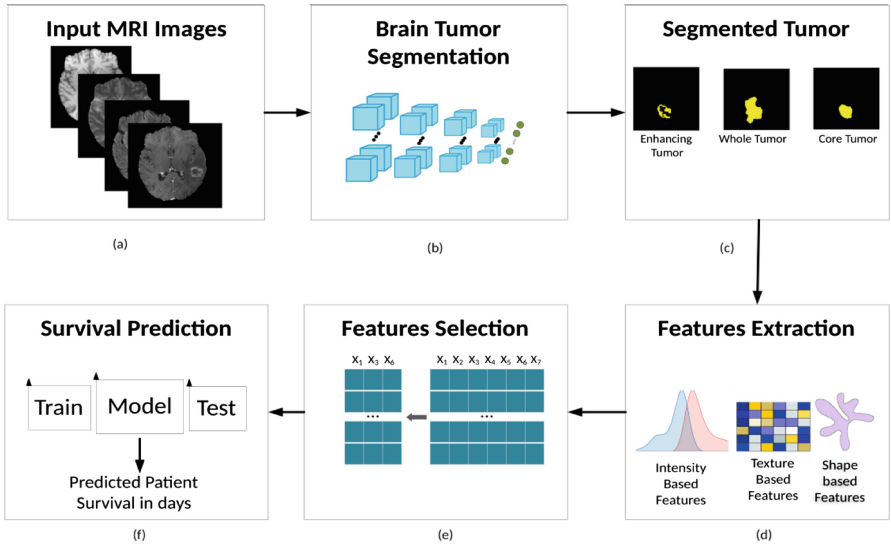 Input MRI Images
(a)
Brain Tumor
Segmentation
(b)
Segmented Tumor
Enhancing
Tumor
Whole Tumor
Core Tumor
(c)
Survival Prediction
Train
Model
Test
Predicted Patient
Survival in days
(f)
Features Selection
X₁ X₃ X₆
X₁ X₂ X₃ X₄ X₅ X₆ X₇
...
...
(e)
Features Extraction
Intensity
Based
Features
Texture
Based
Features
Shape
based
Features
(d)